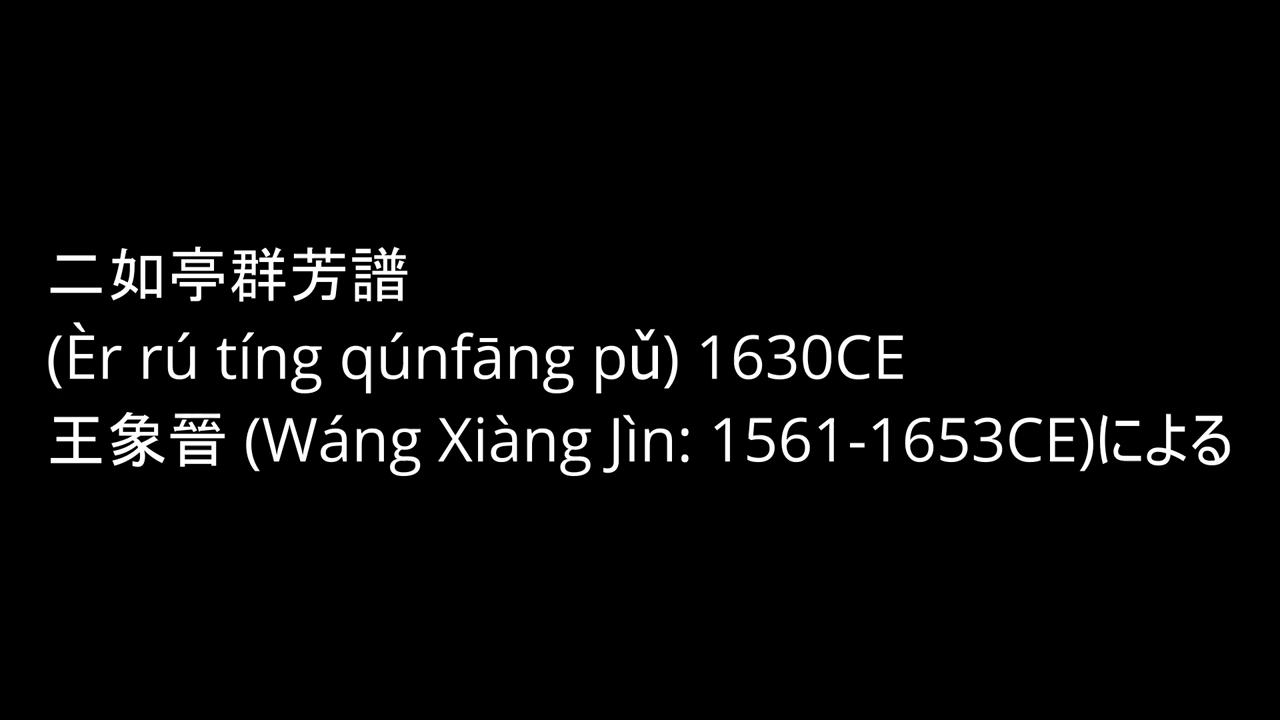 二如亭群芳譜
(Èr rú tíng qúnfāng pǔ) 1630CE
王象晉 (Wáng Xiàng Jìn: 1561-1653CE)による